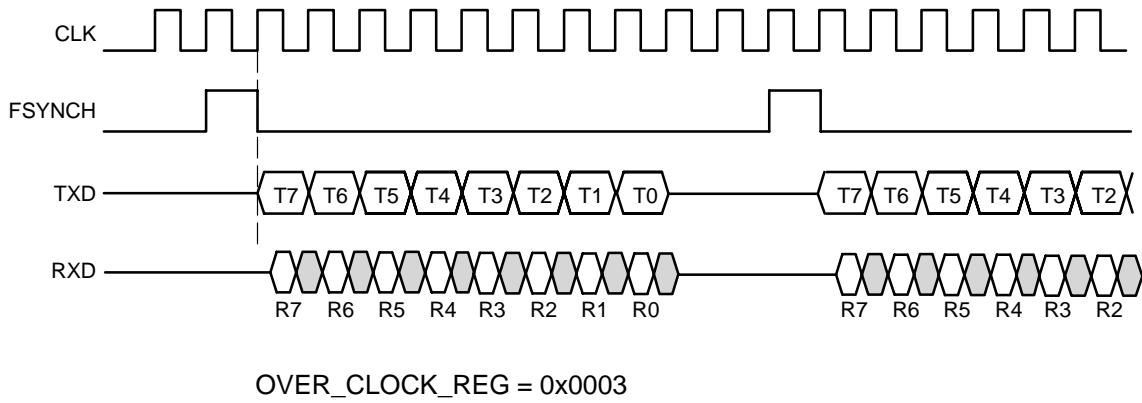 CLK
FSYNCH
TXD T7 T6 T5 T4 T3 T2 T1 T0 T7 T6 T5 T4 T3 T2
RXD
R7 R6 R5 R4 R3 R2 R1 R0 R7 R6 R5 R4 R3 R2
OVER_CLOCK_REG = 0x0003